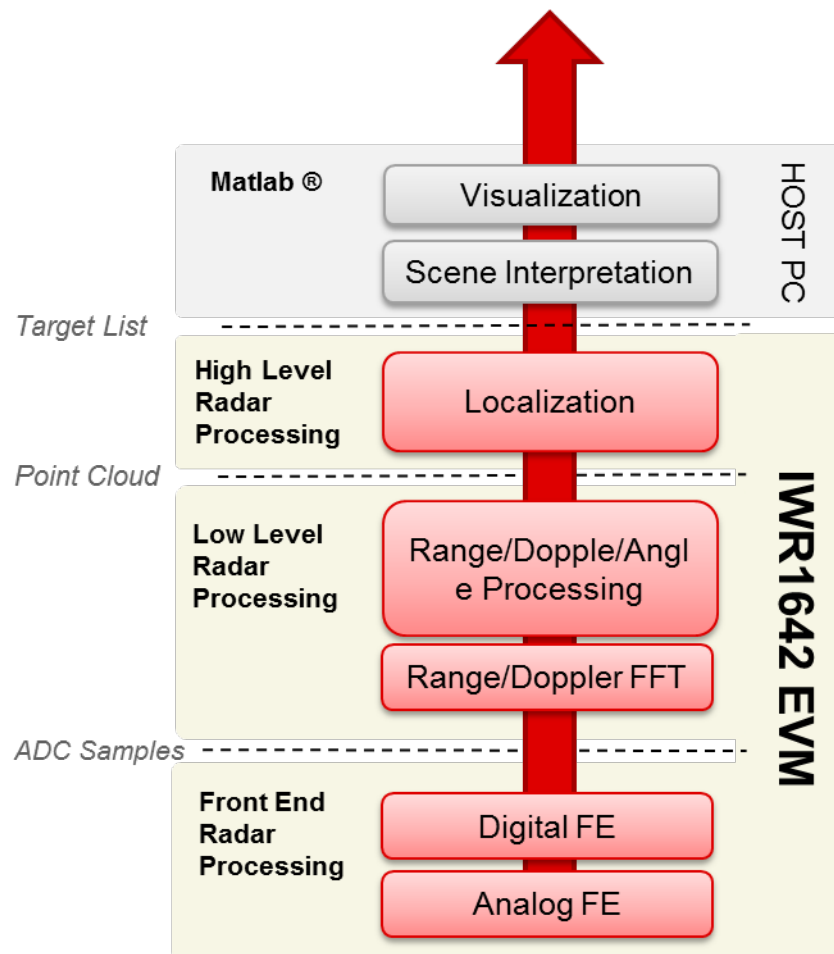 Matlab ®
Visualization
HOST PC
Scene Interpretation
Target List
High Level
Radar
Processing
Localization
Point Cloud
Low Level
Radar
Processing
Range/Dopple/Angl
e Processing
Range/Doppler FFT
IWR1642 EVM
ADC Samples
Front End
Radar
Processing
Digital FE
Analog FE